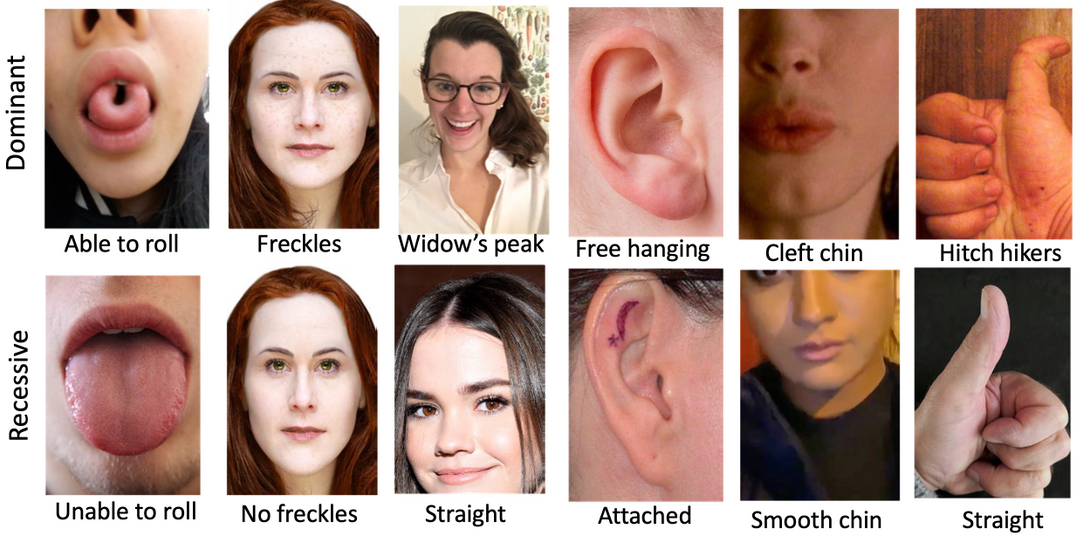 Dominant
Able to roll
Freckles
Widow’s peak
Free hanging
Cleft chin
Hitch hikers
Recessive
Unable to roll
No freckles
Straight
Attached
Smooth chin
Straight